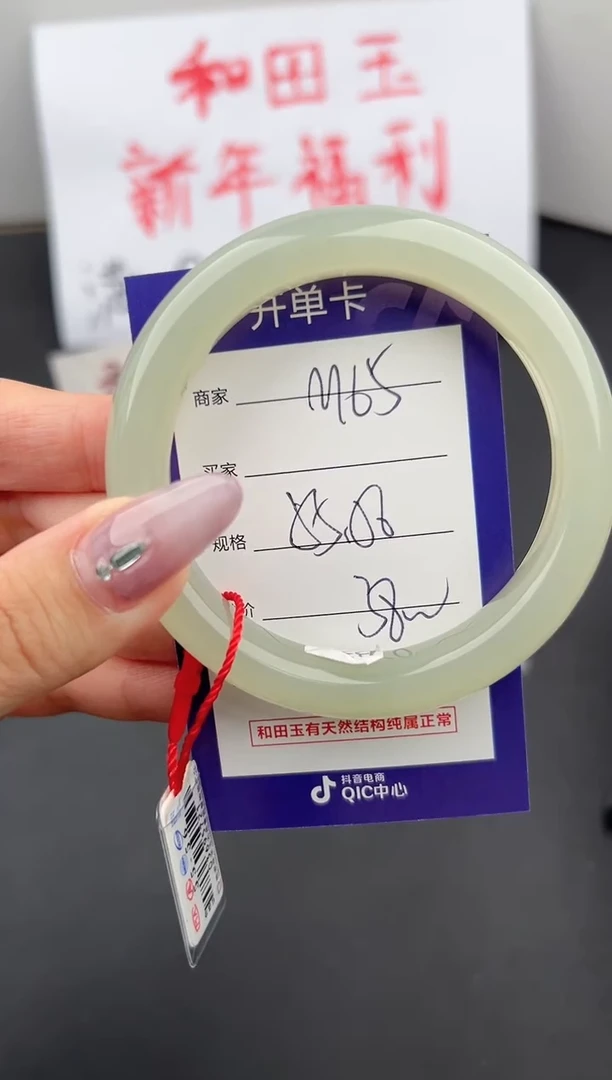 和田玉
新年福利
清
开单卡
商家 M65
买家
规格
价 38w
和田玉有天然结构纯属正常
抖音电商
QIC中心